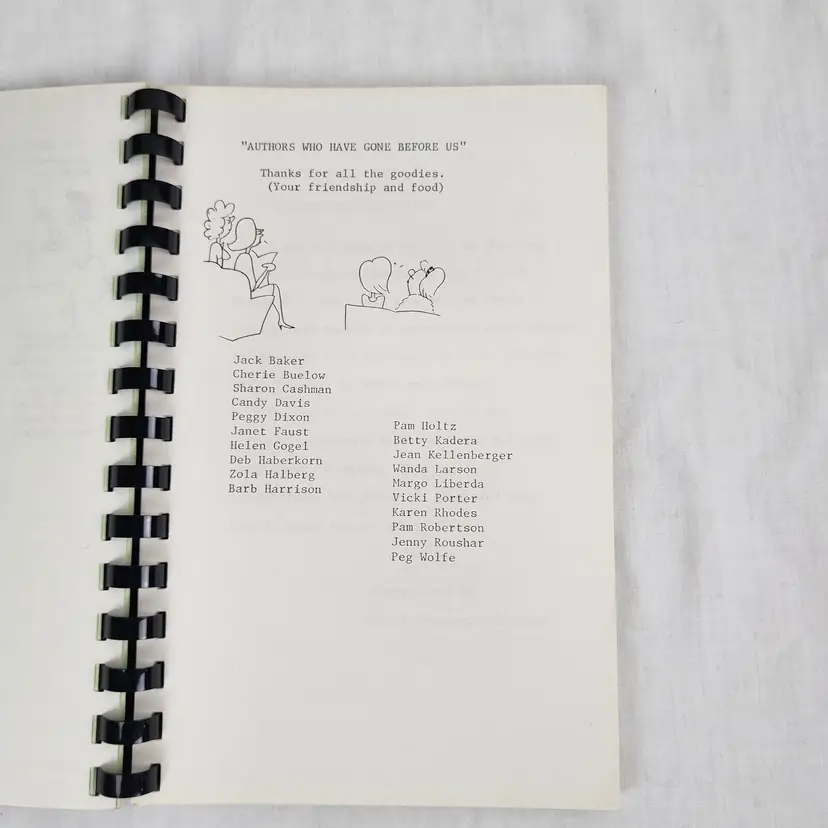 "AUTHORS WHO HAVE GONE BEFORE US"
Thanks for all the goodies.
(Your friendship and food)
Jack Baker
Cherie Buelow
Sharon Cashman
Candy Davis
Peggy Dixon
Janet Faust
Helen Gogel
Deb Haberkorn
Zola Halberg
Barb Harrison
Pam Holtz
Betty Kadera
Jean Kellenberger
Wanda Larson
Margo Liberda
Vicki Porter
Karen Rhodes
Pam Robertson
Jenny Roushar
Peg Wolfe